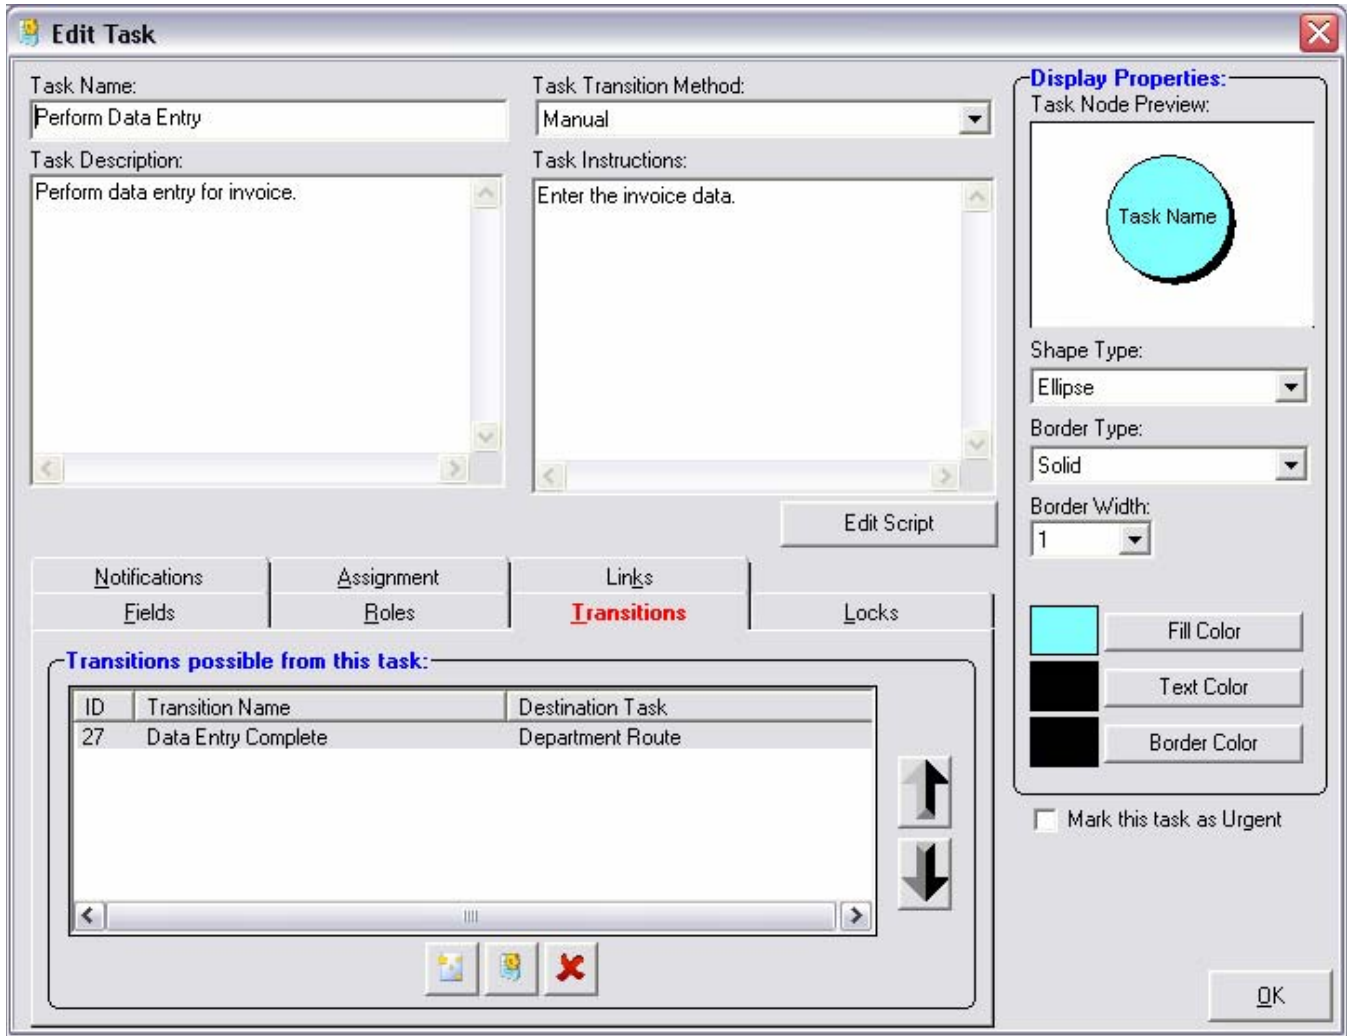 Edit Task
Task Name:
Perform Data Entry
Task Transition Method:
Manual
Task Description:
Perform data entry for invoice.
Task Instructions:
Enter the invoice data.
Edit Script
Notifications
Assignment
Links
Fields
Roles
Transitions
Locks
Transitions possible from this task:
ID Transition Name Destination Task
27 Data Entry Complete Department Route
Display Properties:
Task Node Preview:
Task Name
Shape Type:
Ellipse
Border Type:
Solid
Border Width:
1
Fill Color
Text Color
Border Color
Mark this task as Urgent
OK